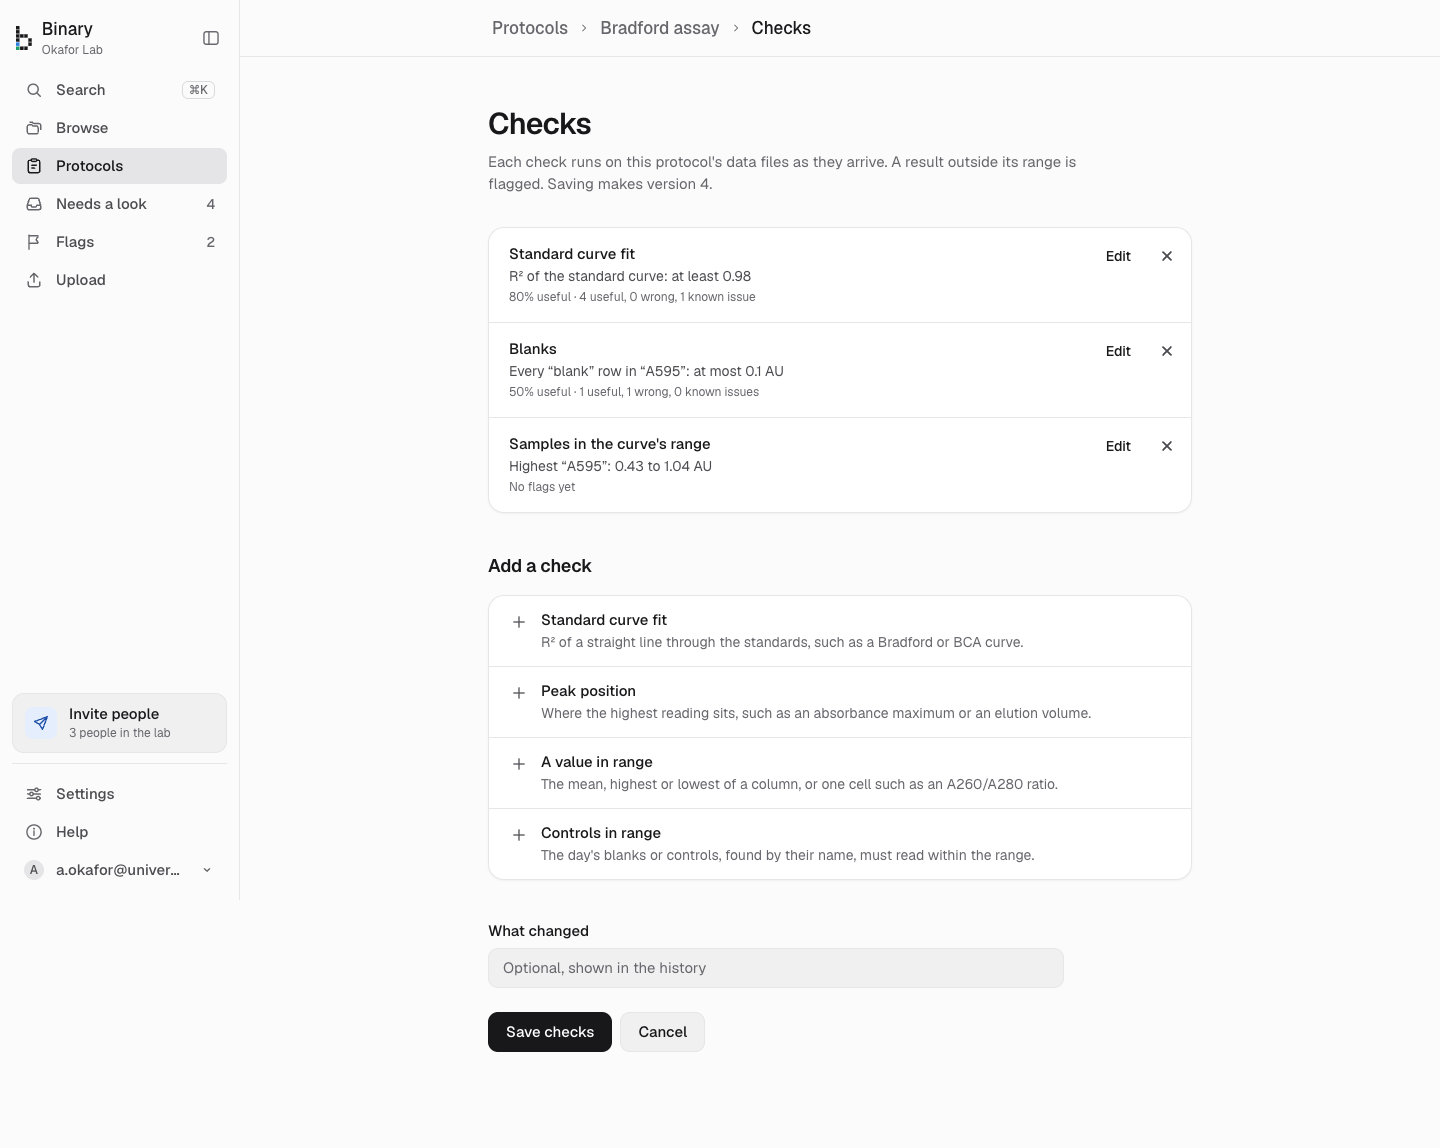 Binary
Okafor Lab
Search ⌘K
Browse
Protocols
Needs a look 4
Flags 2
Upload
Invite people
3 people in the lab
Settings
Help
A a.okafor@univer...
Protocols › Bradford assay › Checks
Checks
Each check runs on this protocol's data files as they arrive. A result outside its range is
flagged. Saving makes version 4.
Standard curve fit
R² of the standard curve: at least 0.98
80% useful · 4 useful, 0 wrong, 1 known issue
Edit
Blanks
Every “blank” row in “A595”: at most 0.1 AU
50% useful · 1 useful, 1 wrong, 0 known issues
Edit
Samples in the curve's range
Highest “A595”: 0.43 to 1.04 AU
No flags yet
Edit
Add a check
Standard curve fit
R² of a straight line through the standards, such as a Bradford or BCA curve.
Peak position
Where the highest reading sits, such as an absorbance maximum or an elution volume.
A value in range
The mean, highest or lowest of a column, or one cell such as an A260/A280 ratio.
Controls in range
The day's blanks or controls, found by their name, must read within the range.
What changed
Optional, shown in the history
Save checks
Cancel